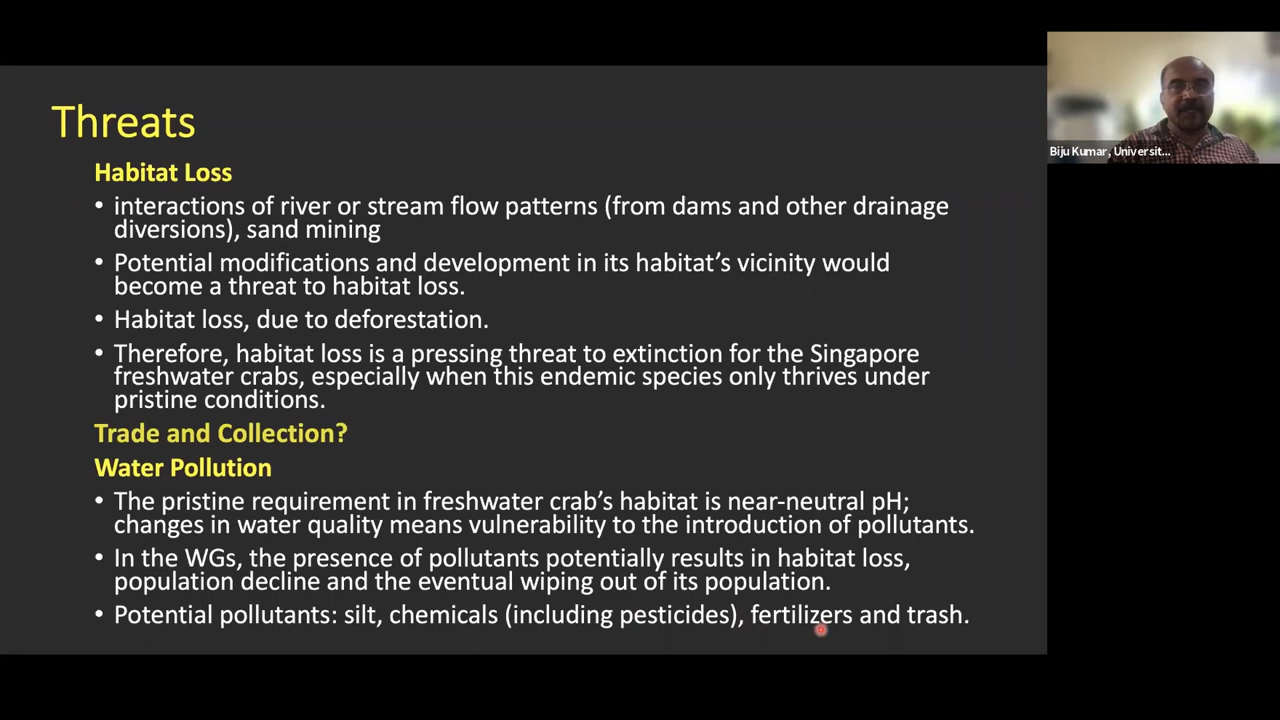 Threats
Habitat Loss
• interactions of river or stream flow patterns (from dams and other drainage
diversions), sand mining
• Potential modifications and development in its habitat’s vicinity would
become a threat to habitat loss.
• Habitat loss, due to deforestation.
• Therefore, habitat loss is a pressing threat to extinction for the Singapore
freshwater crabs, especially when this endemic species only thrives under
pristine conditions.
Trade and Collection?
Water Pollution
• The pristine requirement in freshwater crab’s habitat is near-neutral pH;
changes in water quality means vulnerability to the introduction of pollutants.
• In the WGs, the presence of pollutants potentially results in habitat loss,
population decline and the eventual wiping out of its population.
• Potential pollutants: silt, chemicals (including pesticides), fertilizers and trash.
Biju Kumar, Universit...